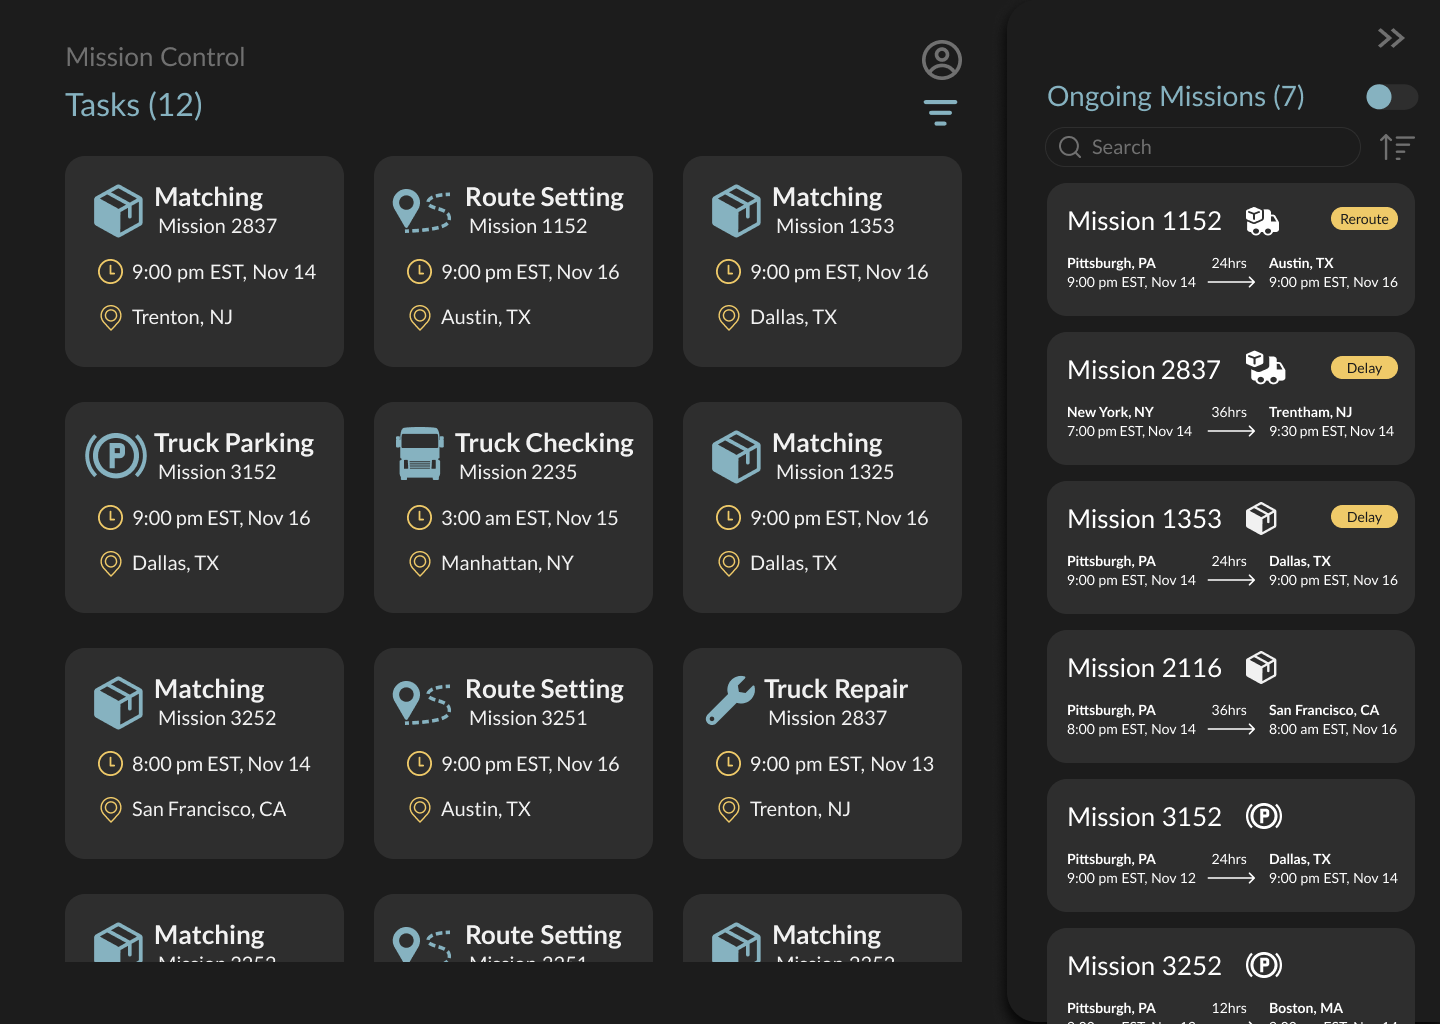 Mission Control
Tasks (12)
Matching
Mission 2837
9:00 pm EST, Nov 14
Trenton, NJ
Route Setting
Mission 1152
9:00 pm EST, Nov 16
Austin, TX
Matching
Mission 1353
9:00 pm EST, Nov 16
Dallas, TX
P
Truck Parking
Mission 3152
9:00 pm EST, Nov 16
Dallas, TX
Truck Checking
Mission 2235
3:00 am EST, Nov 15
Manhattan, NY
Matching
Mission 1325
9:00 pm EST, Nov 16
Dallas, TX
Matching
Mission 3252
8:00 pm EST, Nov 14
San Francisco, CA
Route Setting
Mission 3251
9:00 pm EST, Nov 16
Austin, TX
Truck Repair
Mission 2837
9:00 pm EST, Nov 13
Trenton, NJ
Matching
Route Setting
Matching
Ongoing Missions (7)
Search
Mission 1152
Reroute
Pittsburgh, PA 24hrs Austin, TX
9:00 pm EST, Nov 14 9:00 pm EST, Nov 16
Mission 2837
Delay
New York, NY 36hrs Trentham, NJ
7:00 pm EST, Nov 14 9:30 pm EST, Nov 14
Mission 1353
Delay
Pittsburgh, PA 24hrs Dallas, TX
9:00 pm EST, Nov 14 9:00 pm EST, Nov 16
Mission 2116
Pittsburgh, PA 36hrs San Francisco, CA
8:00 pm EST, Nov 14 8:00 am EST, Nov 16
Mission 3152 P
Pittsburgh, PA 24hrs Dallas, TX
9:00 pm EST, Nov 12 9:00 pm EST, Nov 14
Mission 3252 P
Pittsburgh, PA 12hrs Boston, MA